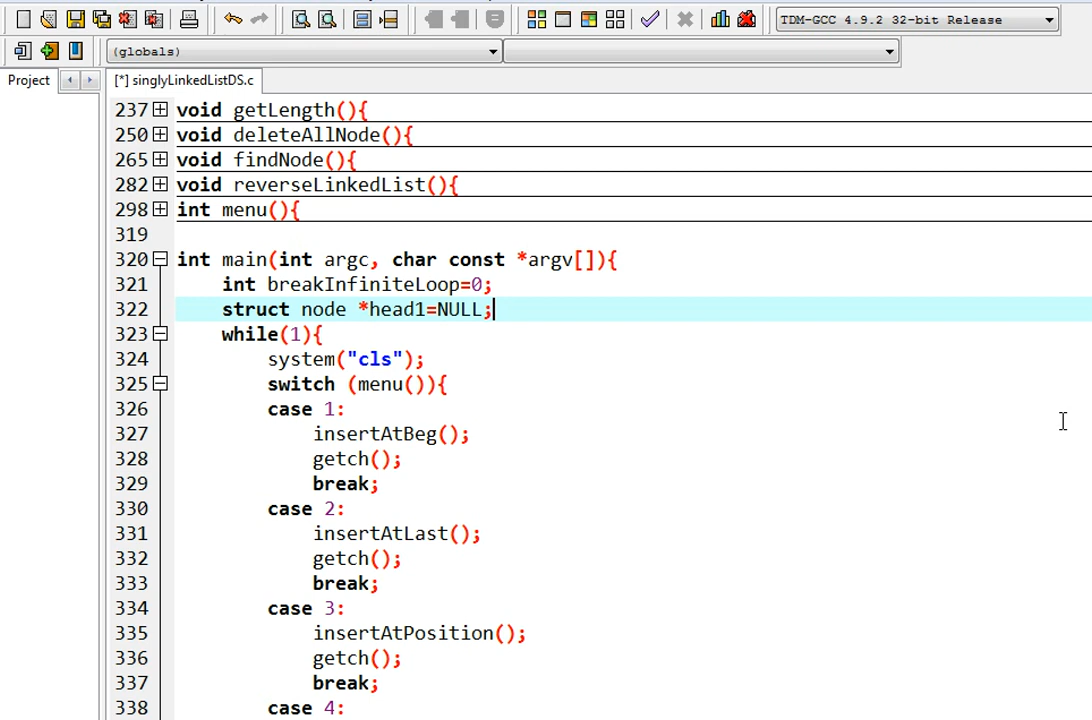 TDM-GCC 4.9.2 32-bit Release
(globals)
Project
[*] singlyLinkedListDS.c
237 void getLength(){
250 void deleteAllNode(){
265 void findNode(){
282 void reverseLinkedList(){
298 int menu(){
319
320 int main(int argc, char const *argv[]){
321 int breakInfiniteLoop=0;
322 struct node *head1=NULL;
323 while(1){
324 system("cls");
325 switch (menu()){
326 case 1:
327 insertAtBeg();
328 getch();
329 break;
330 case 2:
331 insertAtLast();
332 getch();
333 break;
334 case 3:
335 insertAtPosition();
336 getch();
337 break;
338 case 4: